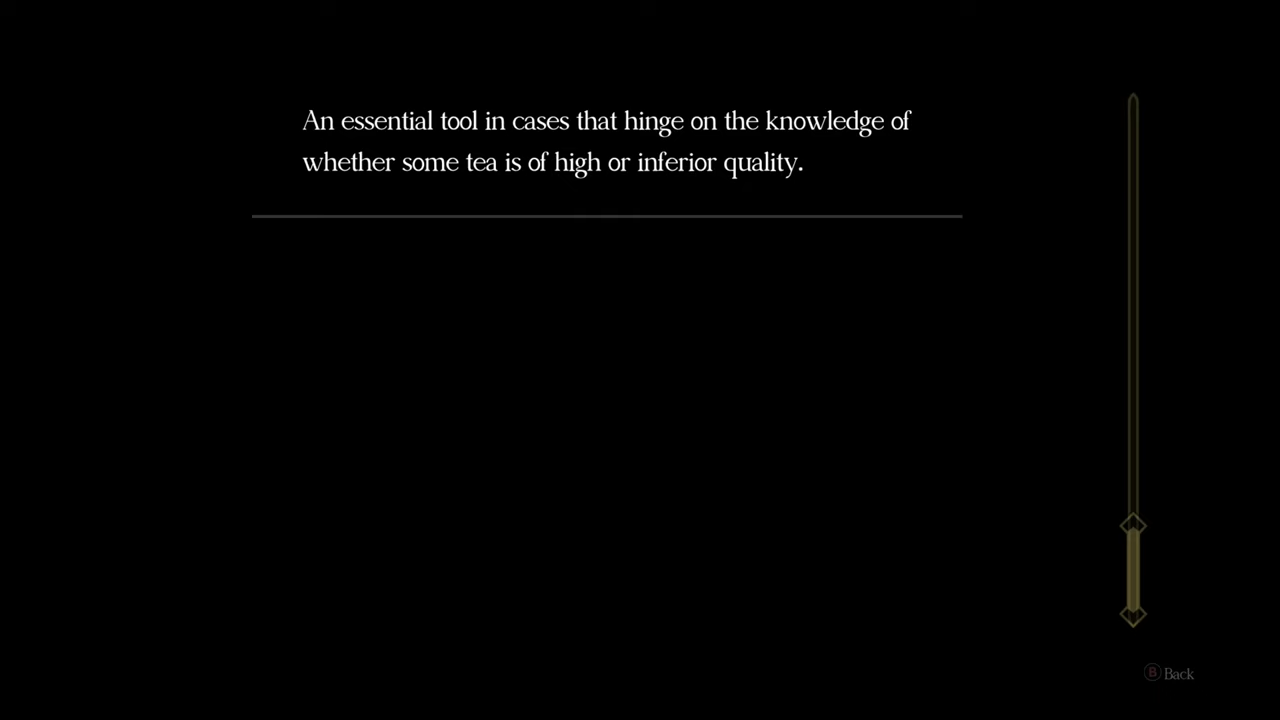 An essential tool in cases that hinge on the knowledge of
whether some tea is of high or inferior quality.
B Back